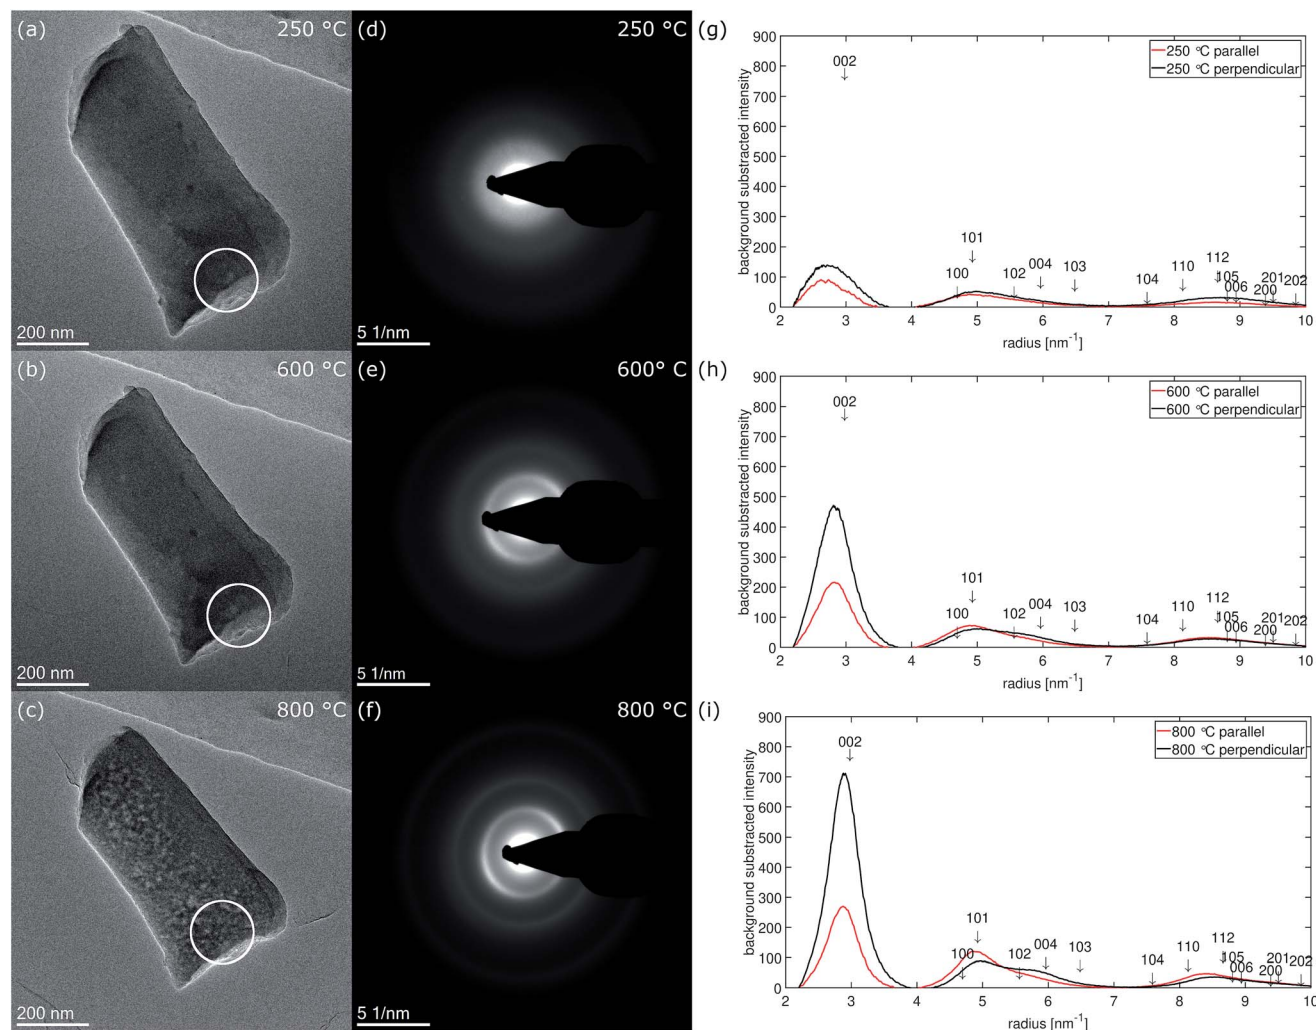 (a) 250 °C
200 nm
(b) 600 °C
200 nm
(c) 800 °C
200 nm
(d) 250 °C
5 1/nm
(e) 600° C
5 1/nm
(f) 800 °C
5 1/nm
(g)
250 °C parallel
250 °C perpendicular
background substracted intensity
900
800
700
600
500
400
300
200
100
0
002
101
100 102 004 103
104 110 112 105 006 200 201 202
2 3 4 5 6 7 8 9 10
radius [nm-1]
(h)
600 °C parallel
600 °C perpendicular
background substracted intensity
900
800
700
600
500
400
300
200
100
0
002
101
100 102 004 103
104 110 112 105 006 200 201 202
2 3 4 5 6 7 8 9 10
radius [nm-1]
(i)
800 °C parallel
800 °C perpendicular
background substracted intensity
900
800
700
600
500
400
300
200
100
0
002
101
100 102 004 103
104 110 112 105 006 200 201 202
2 3 4 5 6 7 8 9 10
radius [nm-1]